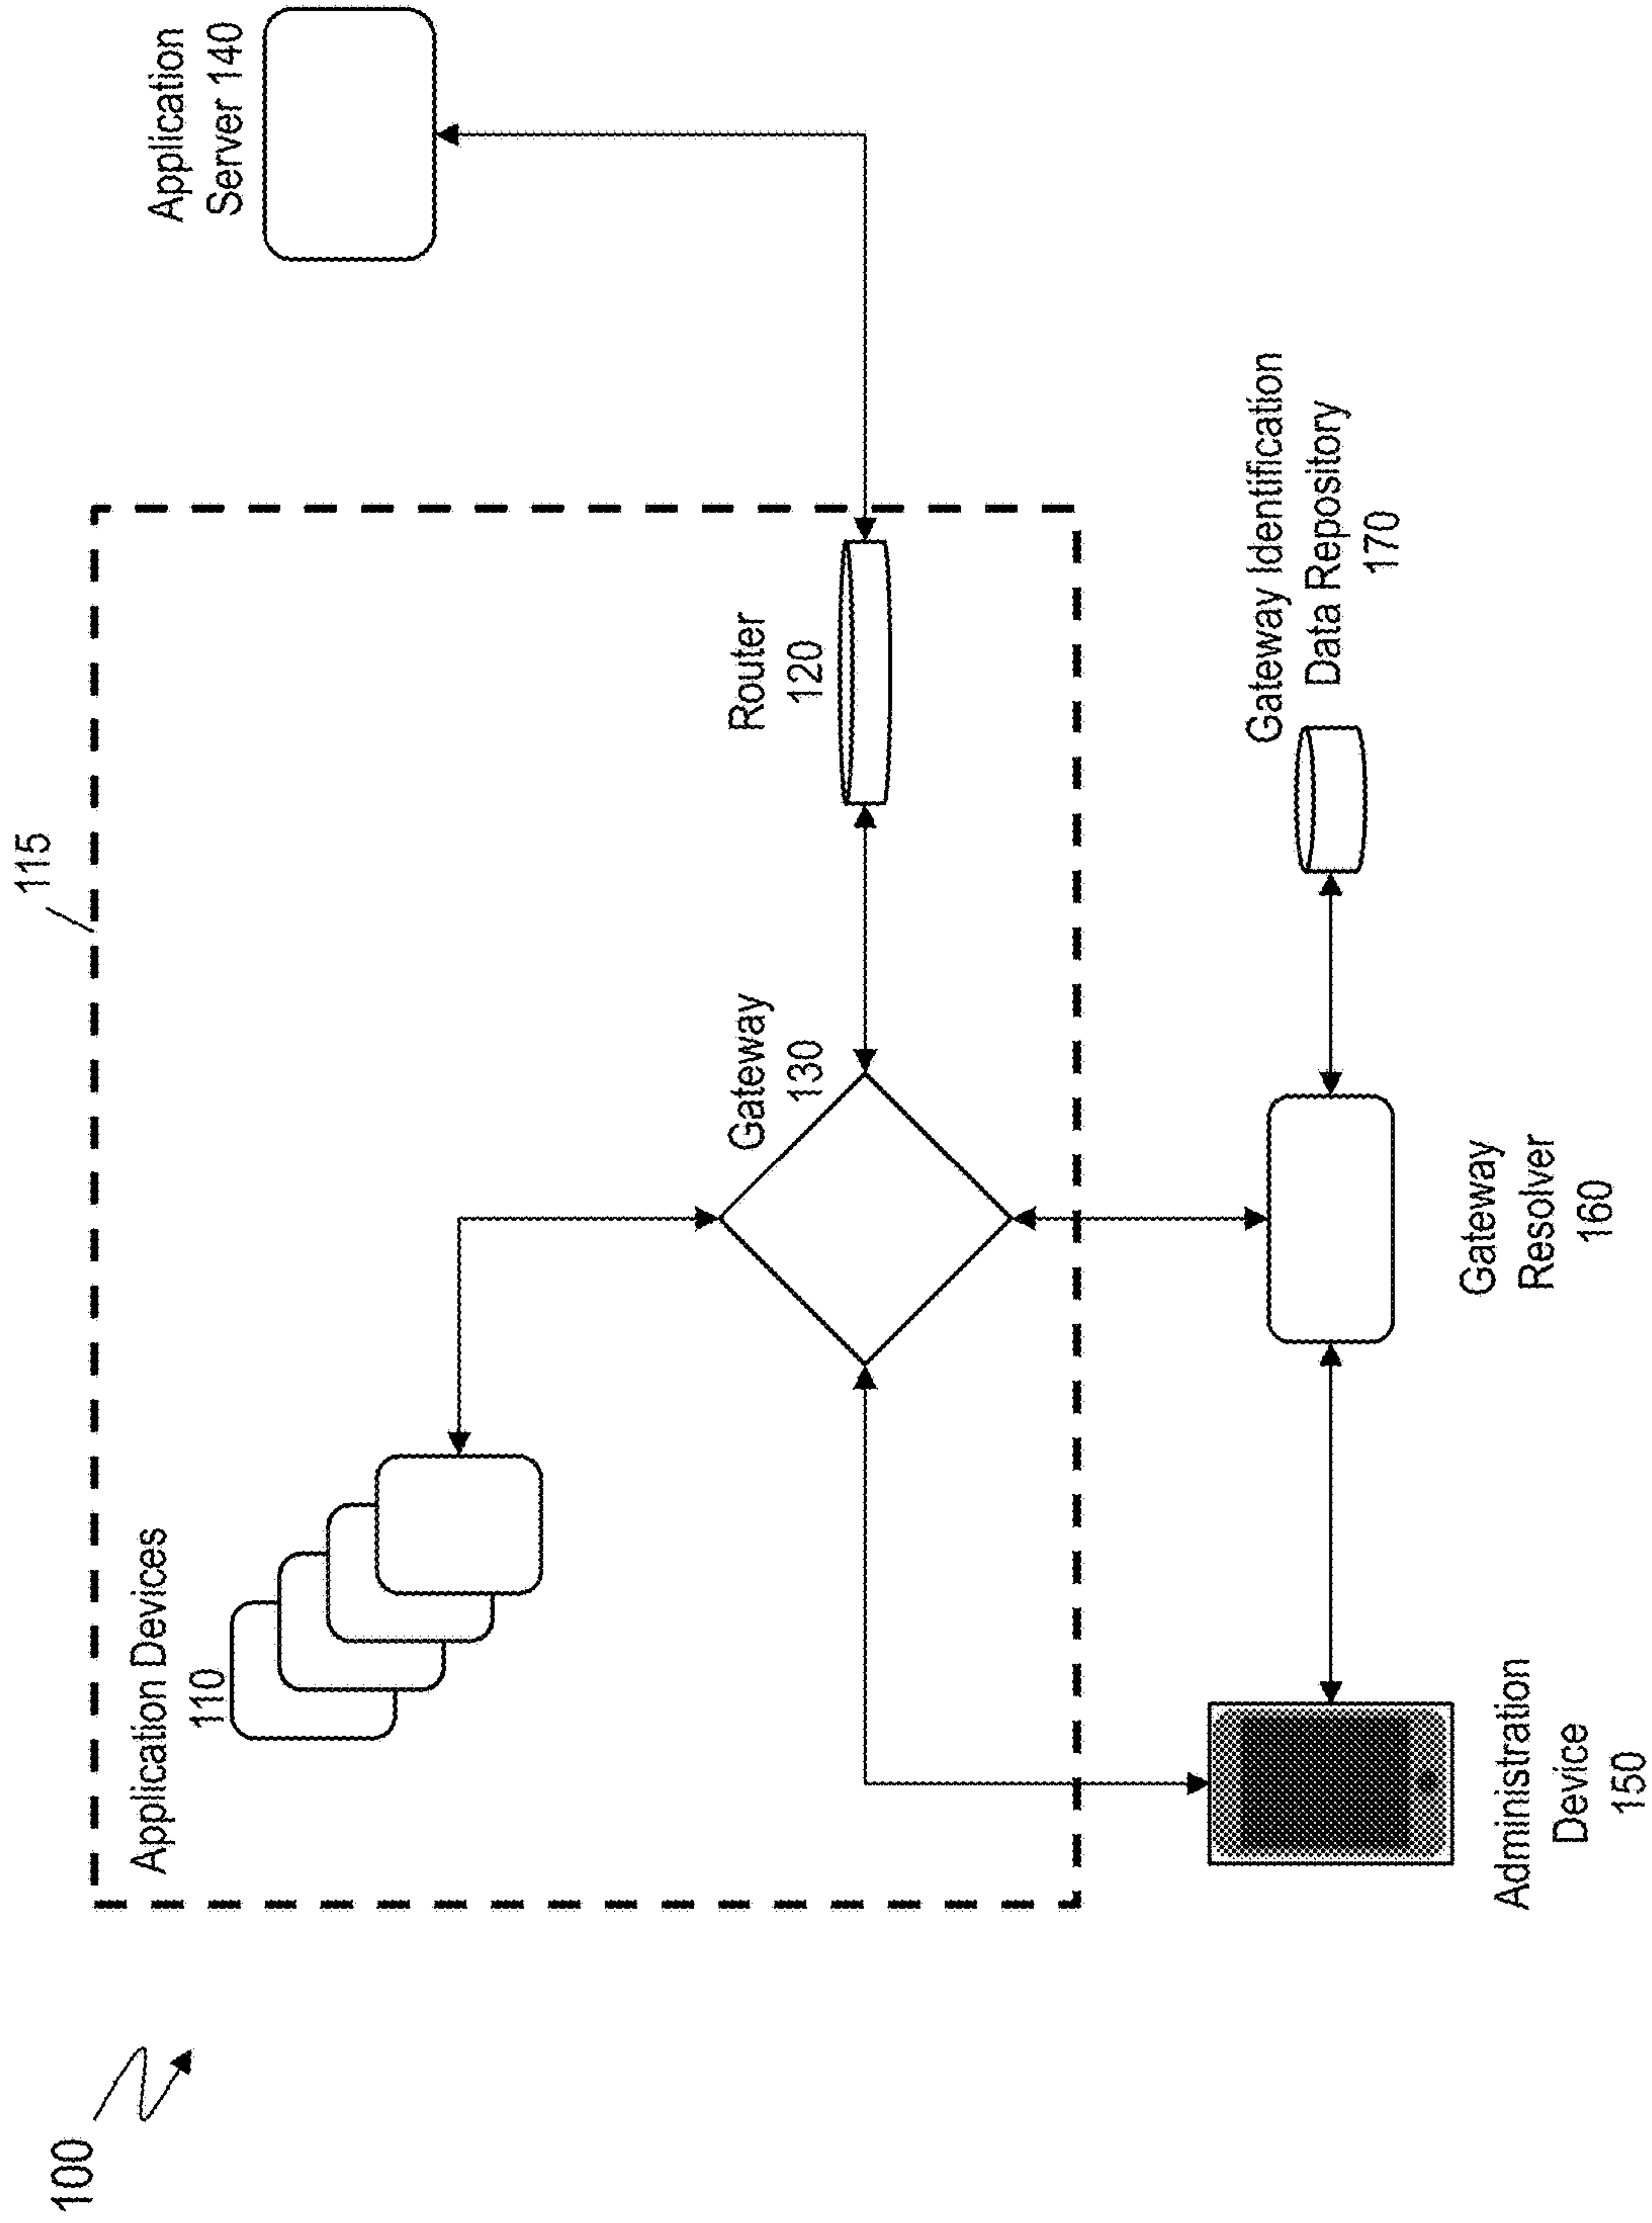 100
115
Application Devices
110
Application
Server 140
Gateway
130
Router
120
Administration
Device
150
Gateway
Resolver
160
Gateway Identification
Data Repository
170